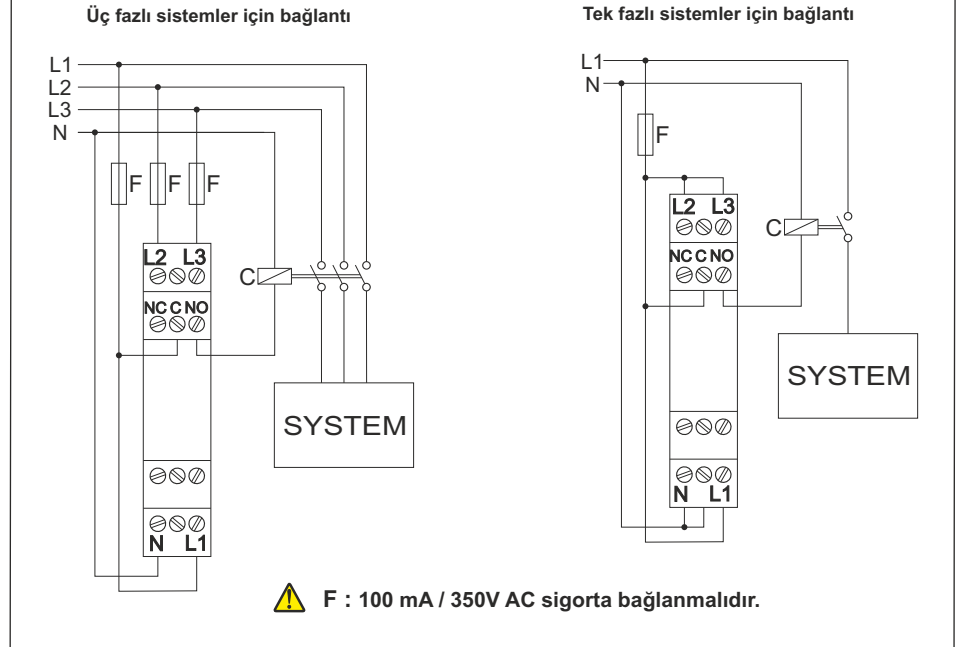 Üç fazlı sistemler için bağlantı
L1
L2
L3
N
F F F
L2 L3
C
NC C NO
SYSTEM
N L1
Tek fazlı sistemler için bağlantı
L1
N
F
L2 L3
C
NC C NO
SYSTEM
N L1
F : 100 mA / 350V AC sigorta bağlanmalıdır.